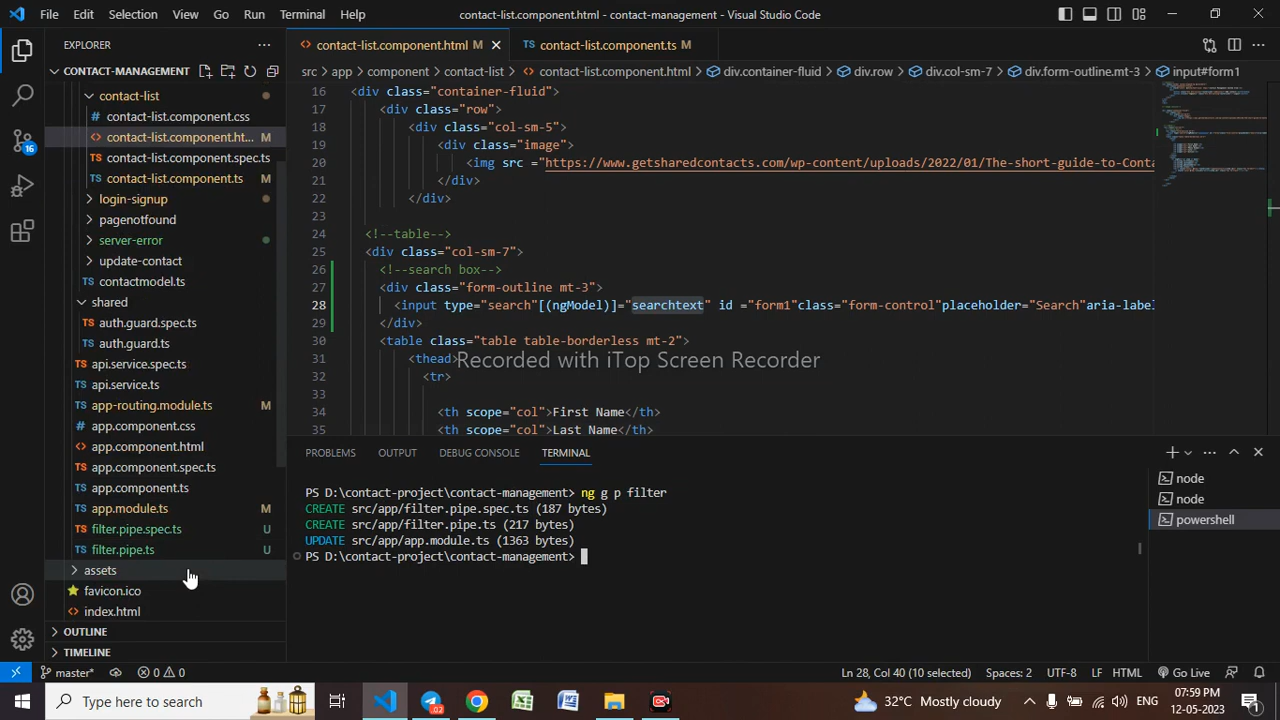 File Edit Selection View Go Run Terminal Help contact-list.component.html - contact-management - Visual Studio Code
EXPLORER
CONTACT-MANAGEMENT
contact-list
contact-list.component.css
contact-list.component.ht... M
contact-list.component.spec.ts
contact-list.component.ts M
login-signup
pagenotfound
server-error
update-contact
contactmodel.ts
shared
auth.guard.spec.ts
auth.guard.ts
api.service.spec.ts
api.service.ts
app-routing.module.ts M
app.component.css
app.component.html
app.component.spec.ts
app.component.ts
app.module.ts M
filter.pipe.spec.ts U
filter.pipe.ts U
assets
favicon.ico
index.html
OUTLINE
TIMELINE
16
contact-list.component.html M contact-list.component.ts M
src > app > component > contact-list > contact-list.component.html > div.container-fluid > div.row > div.col-sm-7 > div.form-outline.mt-3 > input#form1
16 <div class="container-fluid">
17 <div class="row">
18 <div class="col-sm-5">
19 <div class="image">
20 <img src ="https://www.getsharedcontacts.com/wp-content/uploads/2022/01/The-short-guide-to-Conta
21 </div>
22 </div>
23
24 <!--table-->
25 <div class="col-sm-7">
26 <!--search box-->
27 <div class="form-outline mt-3">
28 <input type="search"[(ngModel)]="searchtext" id ="form1"class="form-control"placeholder="Search"aria-label
29 </div>
30 <table class="table table-borderless mt-2">
31 <thead>
32 <tr>
33
34 <th scope="col">First Name</th>
35 <th scope="col">Last Name</th>
Recorded with iTop Screen Recorder
PROBLEMS OUTPUT DEBUG CONSOLE TERMINAL
PS D:\contact-project\contact-management> ng g p filter
CREATE src/app/filter.pipe.spec.ts (187 bytes)
CREATE src/app/filter.pipe.ts (217 bytes)
UPDATE src/app/app.module.ts (1363 bytes)
PS D:\contact-project\contact-management>
node
node
powershell
master* 0 0 Ln 28, Col 40 (10 selected) Spaces: 2 UTF-8 LF HTML Go Live
Type here to search 02 32°C Mostly cloudy ENG 07:59 PM
12-05-2023 1